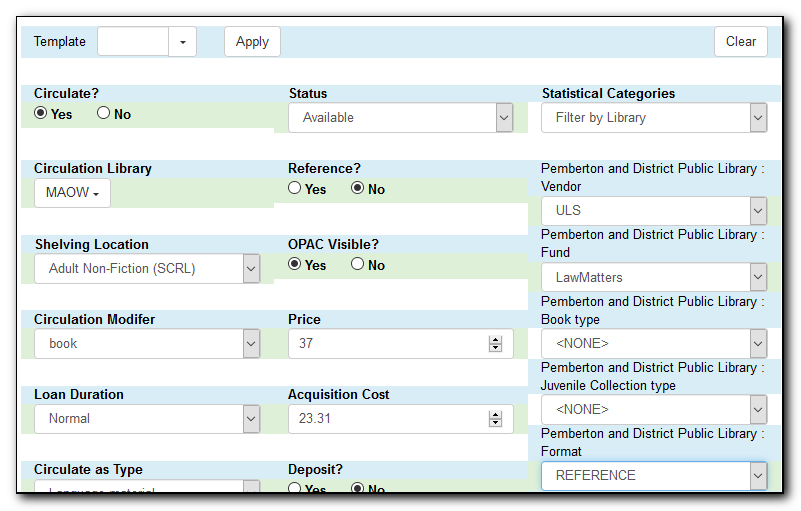 Template Apply Clear
Circulate? Status Statistical Categories
Yes No Available Filter by Library
Circulation Library Reference? Pemberton and District Public Library :
Vendor
MAOW Yes No
ULS
Shelving Location OPAC Visible? Pemberton and District Public Library :
Fund
Adult Non-Fiction (SCRL) Yes No
LawMatters
Circulation Modifer Price Pemberton and District Public Library :
Book type
book 37 <NONE>
Pemberton and District Public Library :
Juvenile Collection type
Loan Duration Acquisition Cost
Normal 23.31 <NONE>
Pemberton and District Public Library :
Format
Circulate as Type Deposit? REFERENCE
Language material Yes No